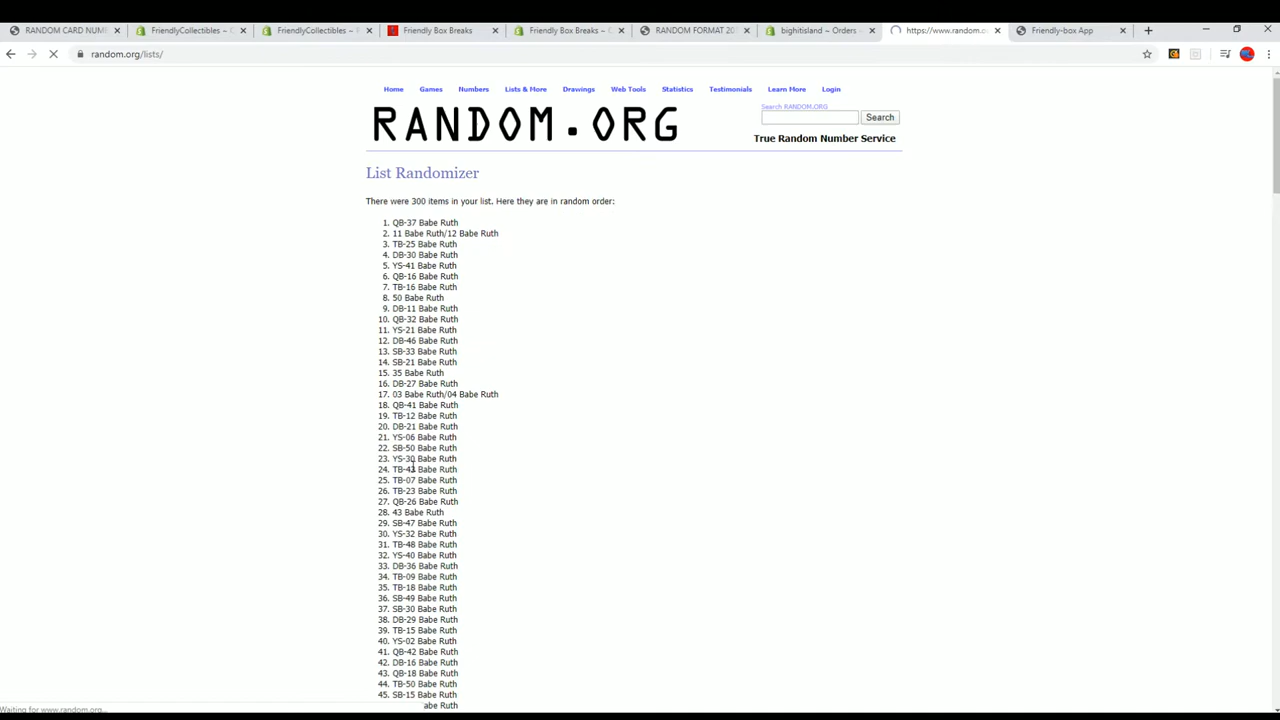 RANDOM CARD NUM
FriendlyCollectibles – C
FriendlyCollectibles –
Friendly Box Breaks
Friendly Box Breaks – C
RANDOM FORMAT 20
bighitisland – Orders –
https://www.random.o
Friendly-box App
random.org/lists/
Home Games Numbers Lists & More Drawings Web Tools Statistics Testimonials Learn More Login
Search RANDOM.ORG
RANDOM.ORG
Search
True Random Number Service
List Randomizer
There were 300 items in your list. Here they are in random order:
1. QB-37 Babe Ruth
2. 11 Babe Ruth/12 Babe Ruth
3. TB-25 Babe Ruth
4. DB-30 Babe Ruth
5. YS-41 Babe Ruth
6. QB-16 Babe Ruth
7. TB-16 Babe Ruth
8. 50 Babe Ruth
9. DB-11 Babe Ruth
10. QB-32 Babe Ruth
11. YS-21 Babe Ruth
12. DB-46 Babe Ruth
13. SB-33 Babe Ruth
14. SB-21 Babe Ruth
15. 35 Babe Ruth
16. DB-27 Babe Ruth
17. 03 Babe Ruth/04 Babe Ruth
18. QB-41 Babe Ruth
19. TB-12 Babe Ruth
20. DB-21 Babe Ruth
21. YS-06 Babe Ruth
22. SB-50 Babe Ruth
23. YS-30 Babe Ruth
24. TB-43 Babe Ruth
25. TB-07 Babe Ruth
26. TB-23 Babe Ruth
27. QB-26 Babe Ruth
28. 43 Babe Ruth
29. SB-47 Babe Ruth
30. YS-32 Babe Ruth
31. TB-48 Babe Ruth
32. YS-40 Babe Ruth
33. DB-36 Babe Ruth
34. TB-09 Babe Ruth
35. TB-18 Babe Ruth
36. SB-49 Babe Ruth
37. SB-30 Babe Ruth
38. DB-29 Babe Ruth
39. TB-15 Babe Ruth
40. YS-02 Babe Ruth
41. QB-42 Babe Ruth
42. DB-16 Babe Ruth
43. QB-18 Babe Ruth
44. TB-50 Babe Ruth
45. SB-15 Babe Ruth
abe Ruth
Waiting for www.random.org...